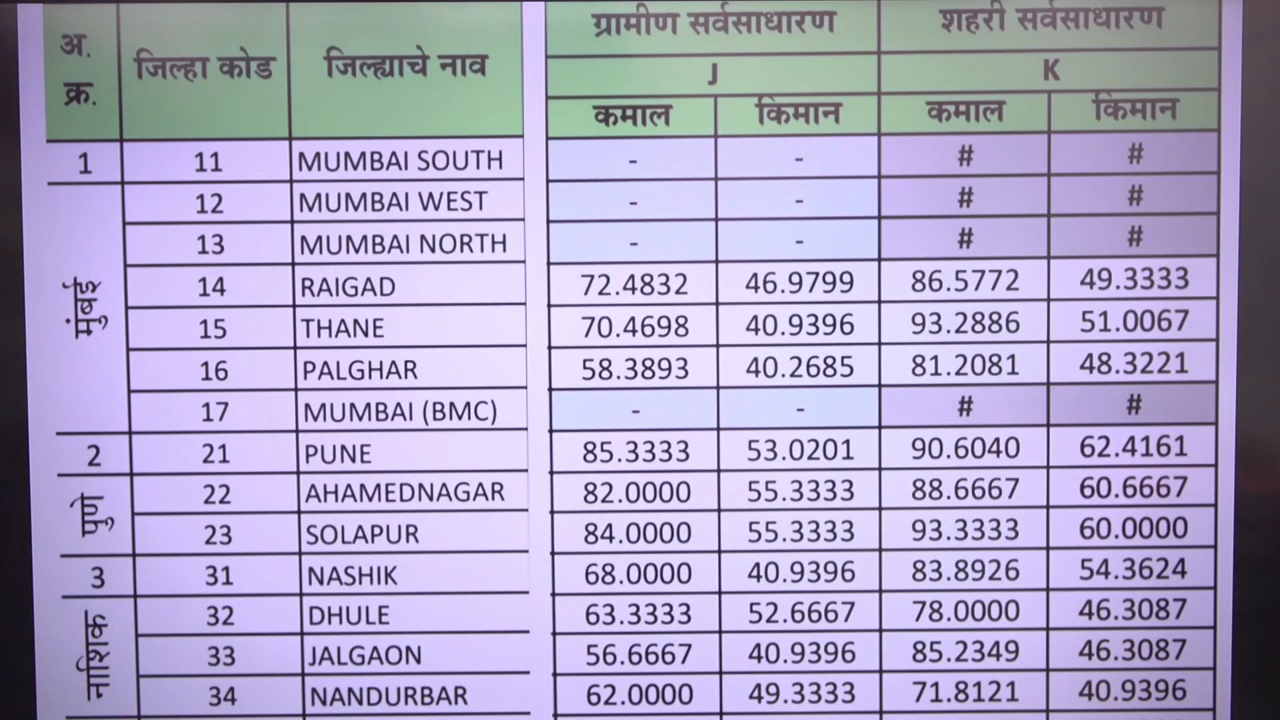 अ. क्र. जिल्हा कोड जिल्ह्याचे नाव ग्रामीण सर्वसाधारण शहरी सर्वसाधारण
J K
कमाल किमान कमाल किमान
1 11 MUMBAI SOUTH - - # #
मुंबई
12 MUMBAI WEST - - # #
13 MUMBAI NORTH - - # #
14 RAIGAD 72.4832 46.9799 86.5772 49.3333
15 THANE 70.4698 40.9396 93.2886 51.0067
16 PALGHAR 58.3893 40.2685 81.2081 48.3221
17 MUMBAI (BMC) - - # #
2 21 PUNE 85.3333 53.0201 90.6040 62.4161
पुणे
22 AHAMEDNAGAR 82.0000 55.3333 88.6667 60.6667
23 SOLAPUR 84.0000 55.3333 93.3333 60.0000
3 31 NASHIK 68.0000 40.9396 83.8926 54.3624
नाशिक
32 DHULE 63.3333 52.6667 78.0000 46.3087
33 JALGAON 56.6667 40.9396 85.2349 46.3087
34 NANDURBAR 62.0000 49.3333 71.8121 40.9396